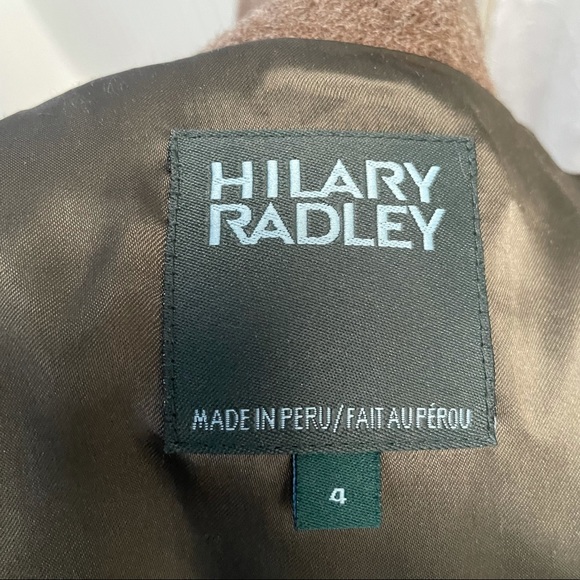 HILARY
RADLEY
MADE IN PERU/FAIT AU PÉROU
4